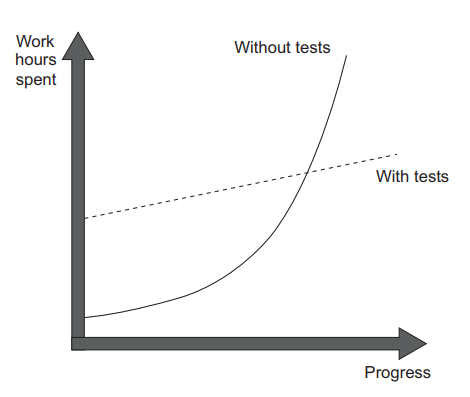 Work
hours
spent
Without tests
With tests
Progress